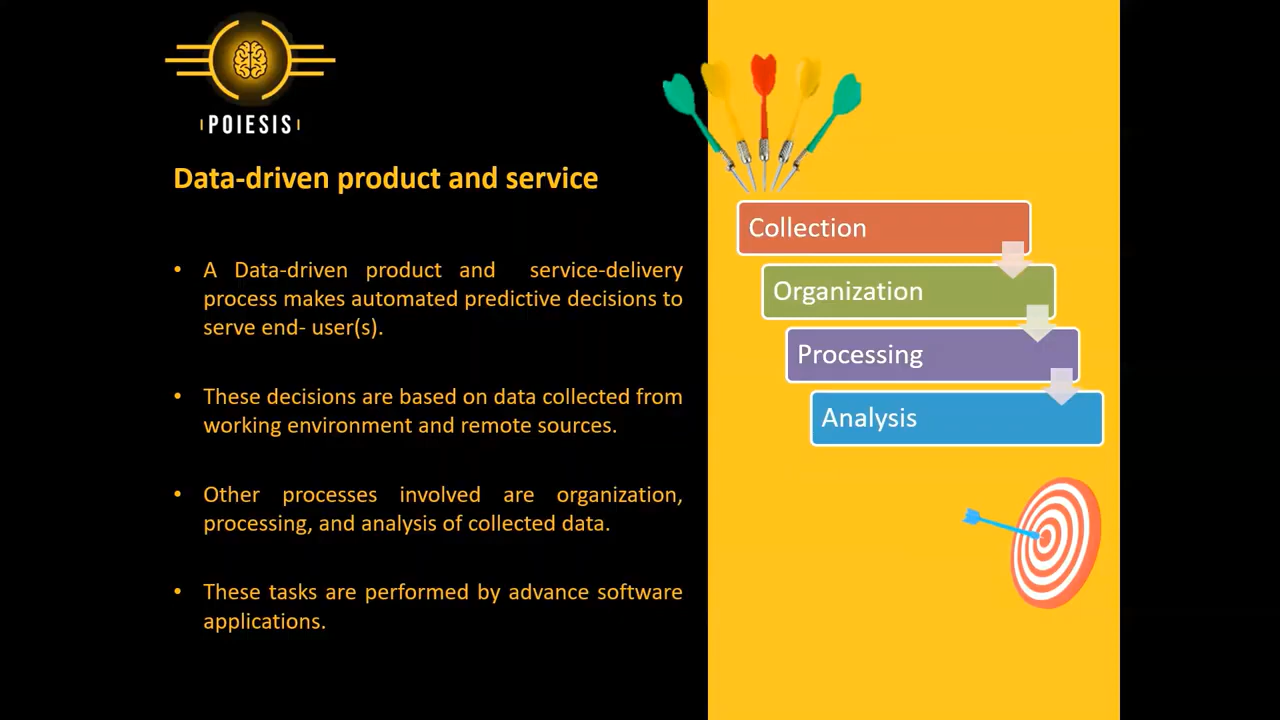 POIESIS
Data-driven product and service
• A Data-driven product and service-delivery
process makes automated predictive decisions to
serve end- user(s).
• These decisions are based on data collected from
working environment and remote sources.
• Other processes involved are organization,
processing, and analysis of collected data.
• These tasks are performed by advance software
applications.
Collection
Organization
Processing
Analysis